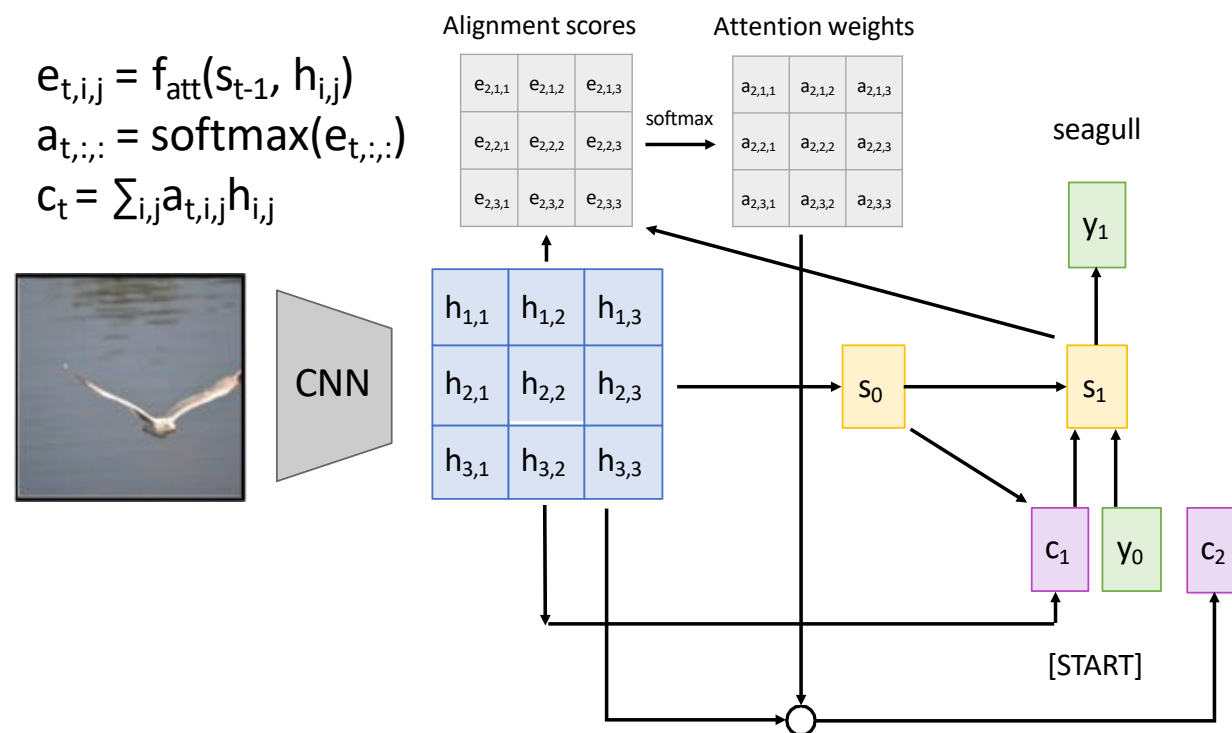 Alignment scores
Attention weights
e_{t,i,j} = f_{att}(s_{t-1}, h_{i,j})
a_{t,:,:} = softmax(e_{t,:,:})
c_t = ∑_{i,j}a_{t,i,j}h_{i,j}
e_{2,1,1} e_{2,1,2} e_{2,1,3}
e_{2,2,1} e_{2,2,2} e_{2,2,3}
e_{2,3,1} e_{2,3,2} e_{2,3,3}
softmax
a_{2,1,1} a_{2,1,2} a_{2,1,3}
a_{2,2,1} a_{2,2,2} a_{2,2,3}
a_{2,3,1} a_{2,3,2} a_{2,3,3}
seagull
y_1
CNN
h_{1,1} h_{1,2} h_{1,3}
h_{2,1} h_{2,2} h_{2,3}
h_{3,1} h_{3,2} h_{3,3}
s_0
s_1
c_1
y_0
c_2
[START]